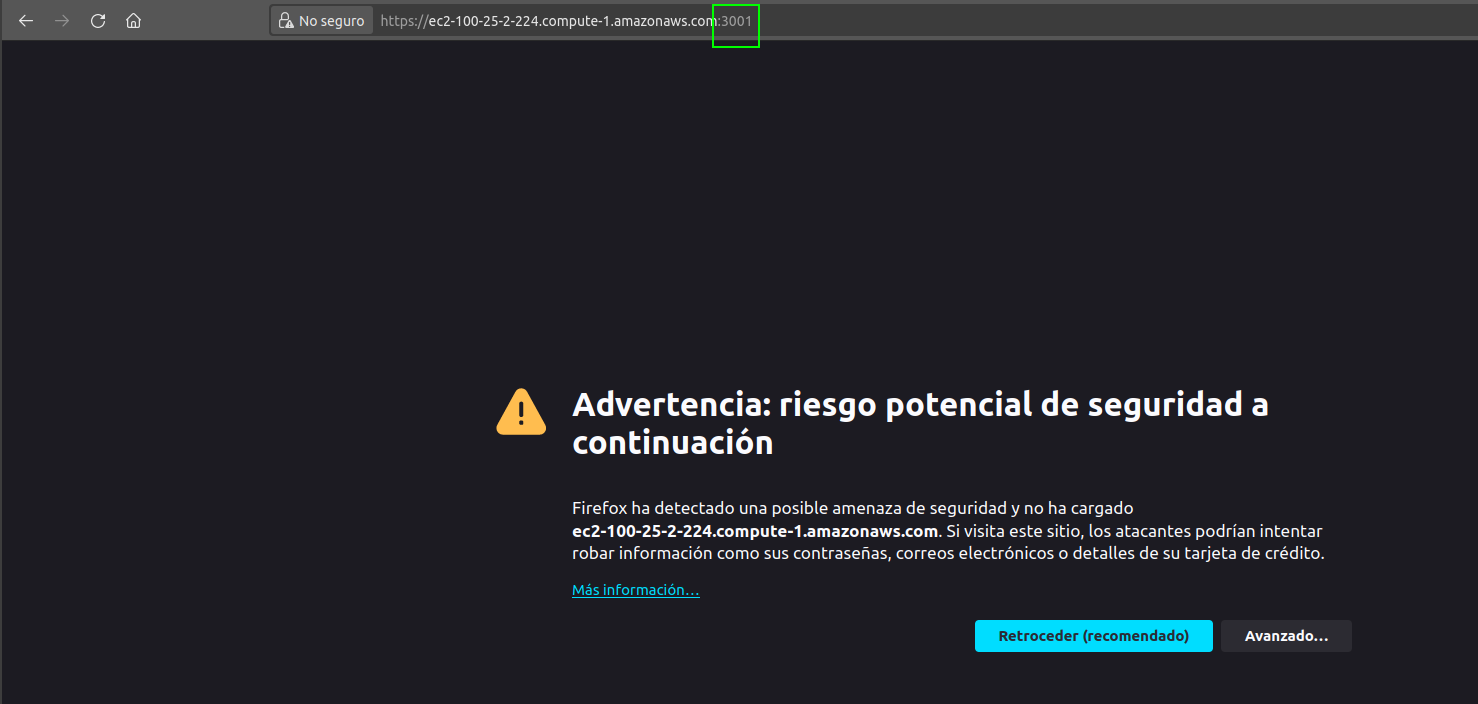 No seguro https://ec2-100-25-2-224.compute-1.amazonaws.com:3001
Advertencia: riesgo potencial de seguridad a
continuación
Firefox ha detectado una posible amenaza de seguridad y no ha cargado
ec2-100-25-2-224.compute-1.amazonaws.com. Si visita este sitio, los atacantes podrían intentar
robar información como sus contraseñas, correos electrónicos o detalles de su tarjeta de crédito.
Más información…
Retroceder (recomendado) Avanzado…